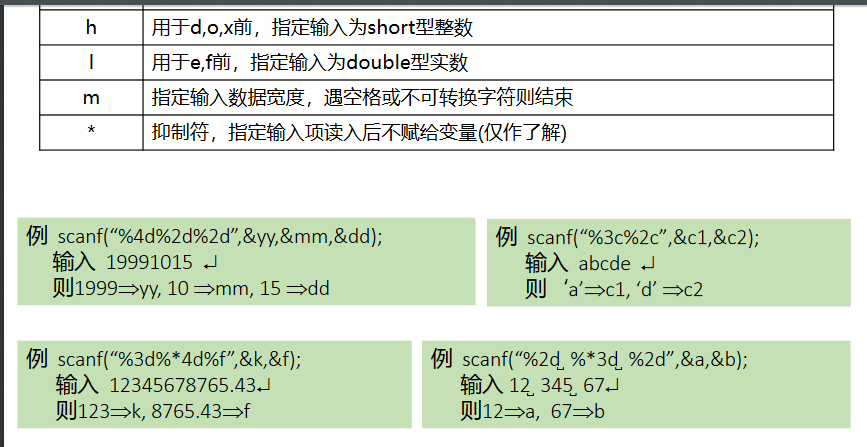 h 用于d,o,x前，指定输入为short型整数
l 用于e,f前，指定输入为double型实数
m 指定输入数据宽度，遇空格或不可转换字符则结束
* 抑制符，指定输入项读入后不赋给变量(仅作了解)
例 scanf(“%4d%2d%2d”,&yy,&mm,&dd);
输入 19991015 ↵
则1999⇒yy, 10 ⇒mm, 15 ⇒dd
例 scanf(“%3c%2c”,&c1,&c2);
输入 abcde ↵
则 ‘a’⇒c1, ‘d’ ⇒c2
例 scanf(“%3d%*4d%f”,&k,&f);
输入 12345678765.43↵
则123⇒k, 8765.43⇒f
例 scanf(“%2d␣%*3d␣%2d”,&a,&b);
输入 12␣345␣67↵
则12⇒a, 67⇒b